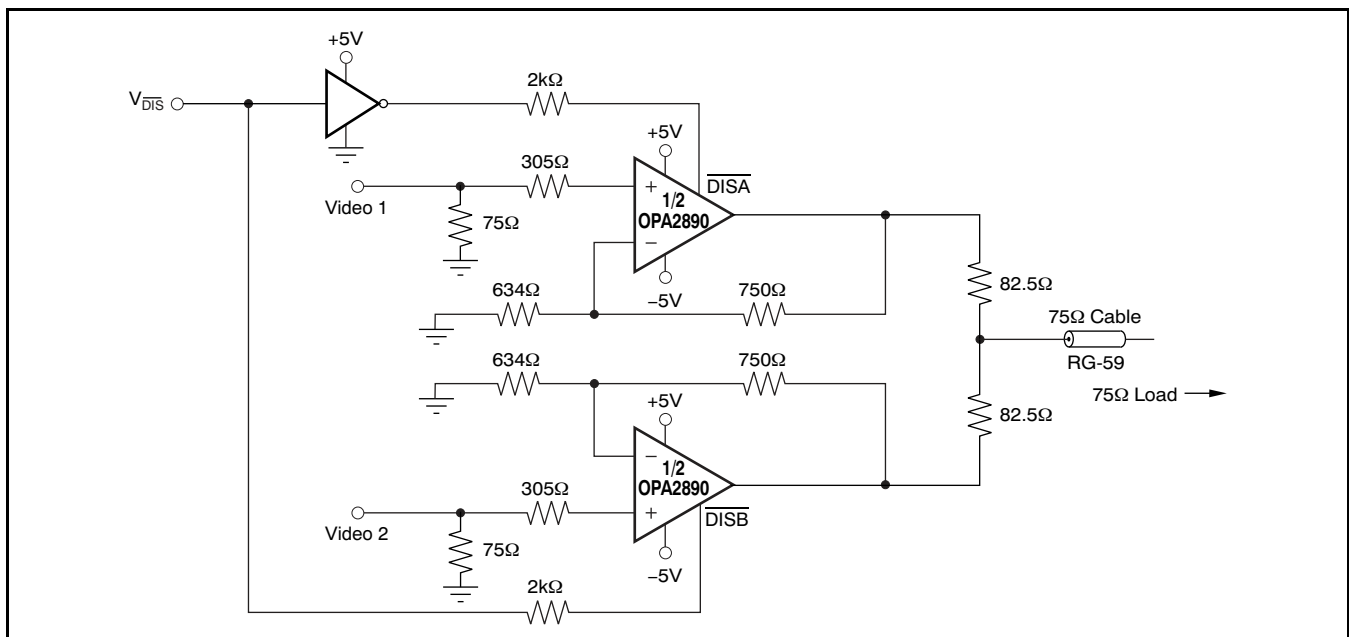 +5V
2kΩ
V DIS
+5V
305Ω
DISA
Video 1
1/2
OPA2890
75Ω
82.5Ω
634Ω
−5V
750Ω
75Ω Cable
RG-59
634Ω
750Ω
75Ω Load
+5V
82.5Ω
1/2
OPA2890
305Ω
DISB
Video 2
75Ω
−5V
2kΩ